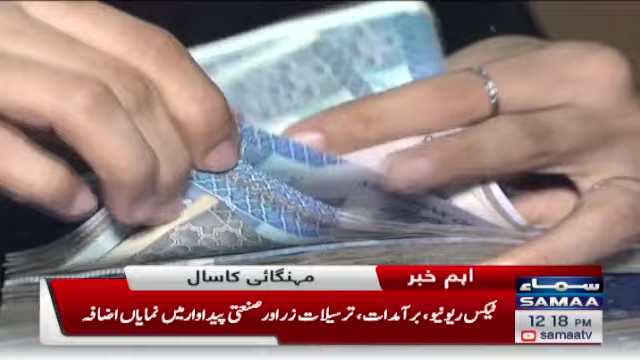 سماء
SAMAA
12:18 PM
samaatv
اہم خبر
مہنگائی کا سال
ٹیکس ریونیو، برآمدات، ترسیلات زر اور صنعتی پیداوار میں نمایاں اضافہ